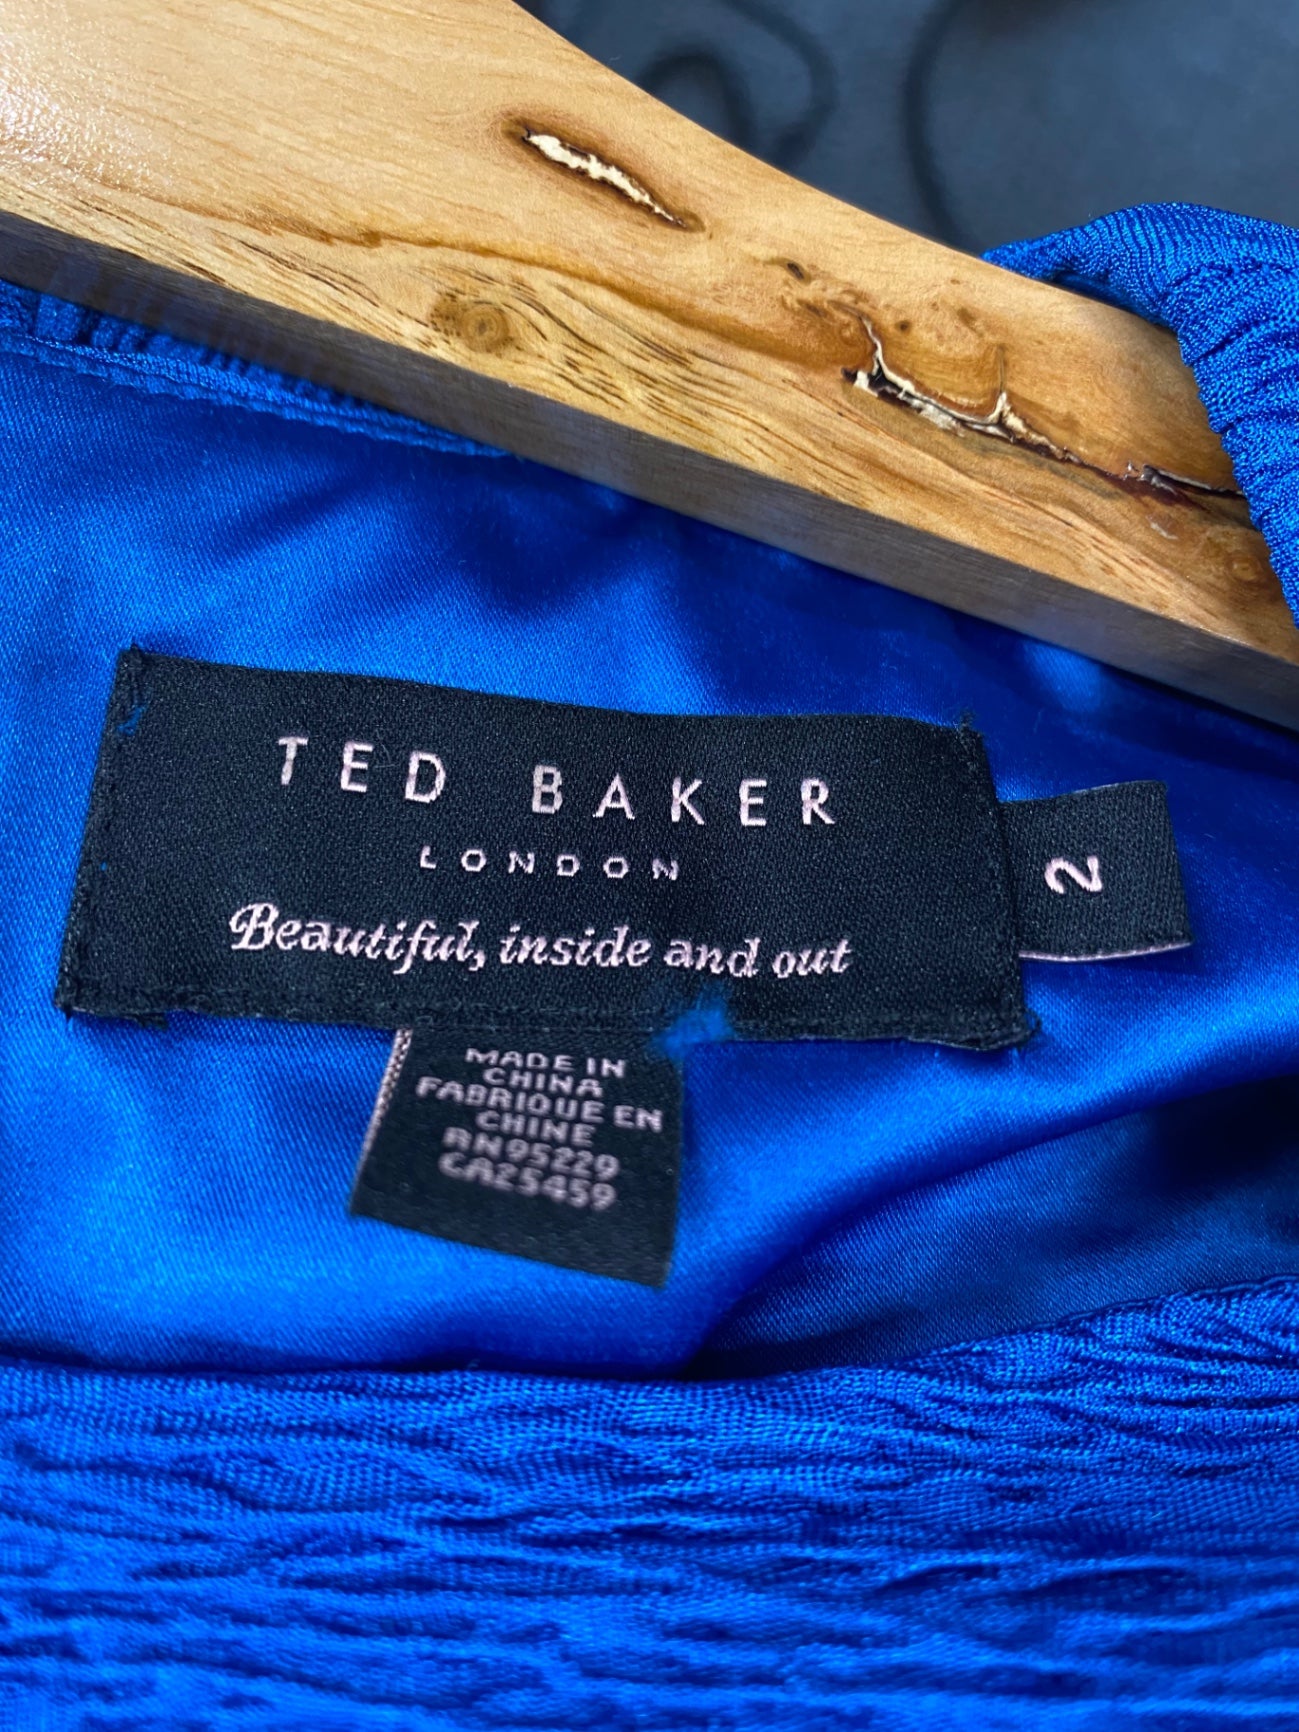 TED BAKER
LONDON
Beautiful, inside and out
2
MADE IN
CHINA
FABRIQUE EN
CHINE
RN95229
CA25459